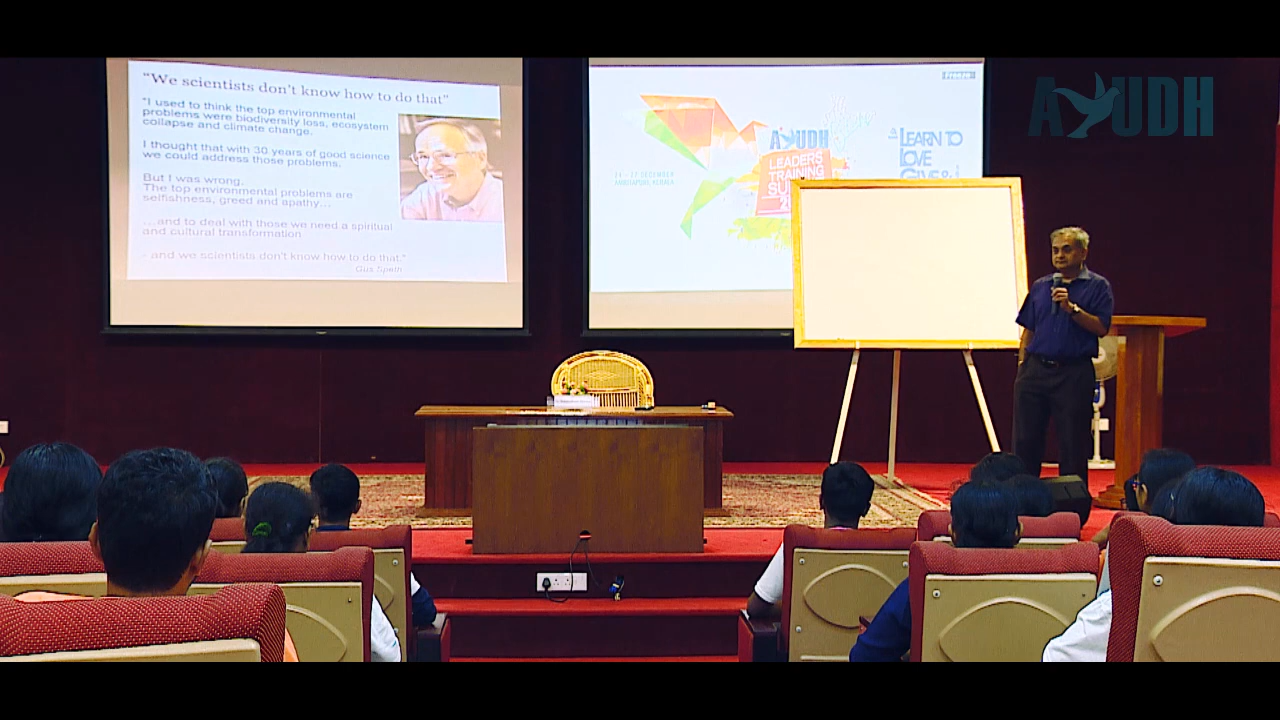 "We scientists don't know how to do that"
"I used to think the top environmental
problems were biodiversity loss, ecosystem
collapse and climate change.
I thought that with 30 years of good science
we could address those problems.
But I was wrong.
The top environmental problems are
selfishness, greed and apathy...
...and to deal with those we need a spiritual
and cultural transformation
- and we scientists don't know how to do that."
Gus Speth
Freeze
AYUDH
LEADERS
TRAINING
DECEMBER
AMRITAPURI, KERALA
LEARN TO
LOVE
AYUDH